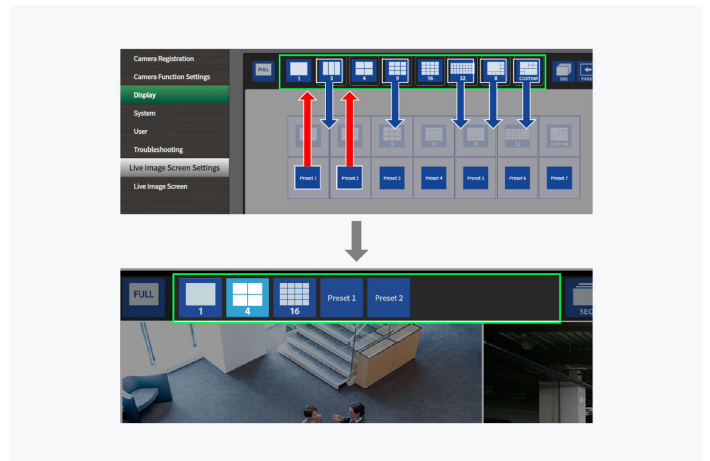 Camera Registration
Camera Function Settings
Display
System
User
Troubleshooting
Live Image Screen Settings
Live Image Screen
FULL
1
3
4
9
16
32
8
CUSTOM
SEQ
Preset 1
Preset 2
Preset 3
Preset 4
Preset 5
Preset 6
Preset 7
FULL
1
4
16
Preset 1
Preset 2
SEQ